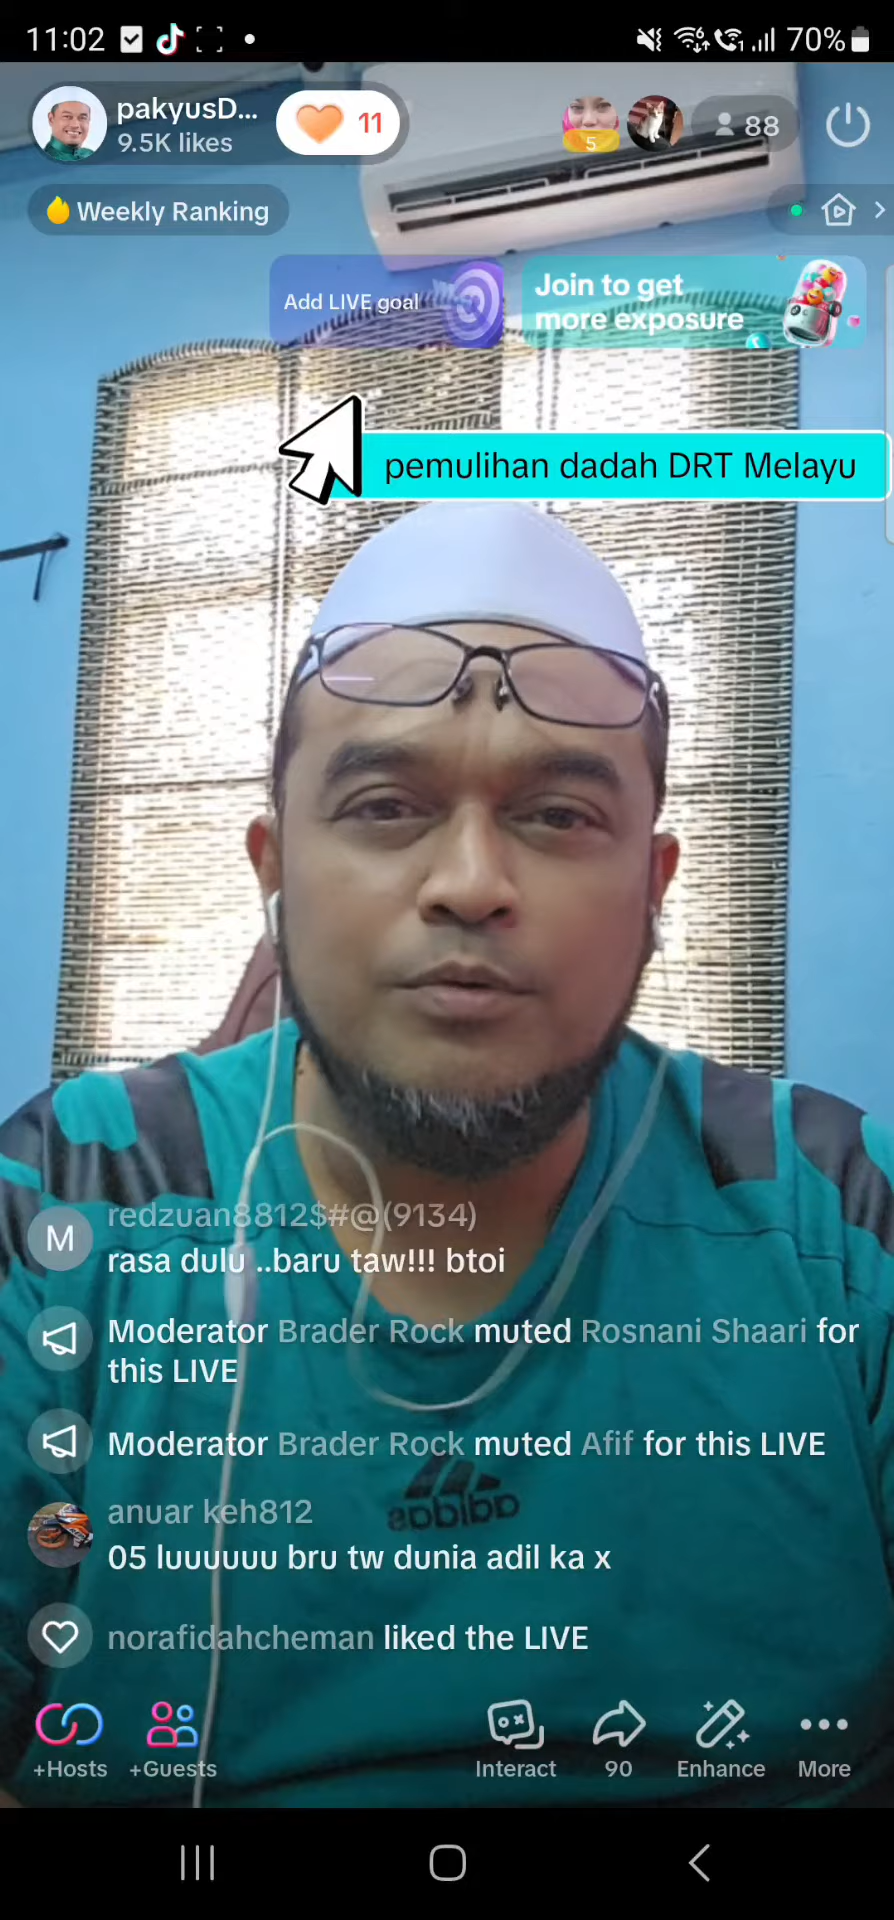 11:02
70%
pakyusD...
9.5K likes
11
5
88
Weekly Ranking
Add LIVE goal
Join to get
more exposure
pemulihan dadah DRT Melayu
M
redzuan8812$#@(9134)
rasa dulu ..baru taw!!! btoi
Moderator Brader Rock muted Rosnani Shaari for
this LIVE
Moderator Brader Rock muted Afif for this LIVE
adidas
anuar keh812
05 luuuuuu bru tw dunia adil ka x
norafidahcheman liked the LIVE
+Hosts
+Guests
Interact
90
Enhance
More